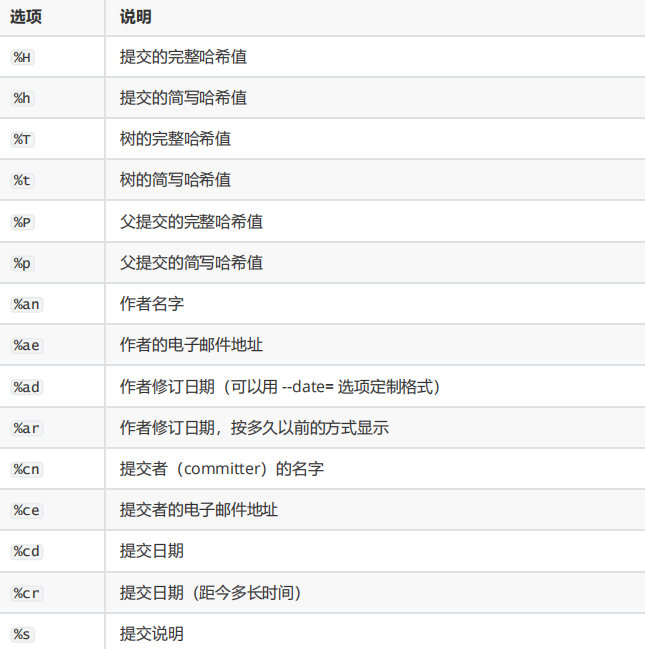 选项 说明
%H 提交的完整哈希值
%h 提交的简写哈希值
%T 树的完整哈希值
%t 树的简写哈希值
%P 父提交的完整哈希值
%p 父提交的简写哈希值
%an 作者名字
%ae 作者的电子邮件地址
%ad 作者修订日期（可以用 --date= 选项定制格式）
%ar 作者修订日期，按多久以前的方式显示
%cn 提交者（committer）的名字
%ce 提交者的电子邮件地址
%cd 提交日期
%cr 提交日期（距今多长时间）
%s 提交说明